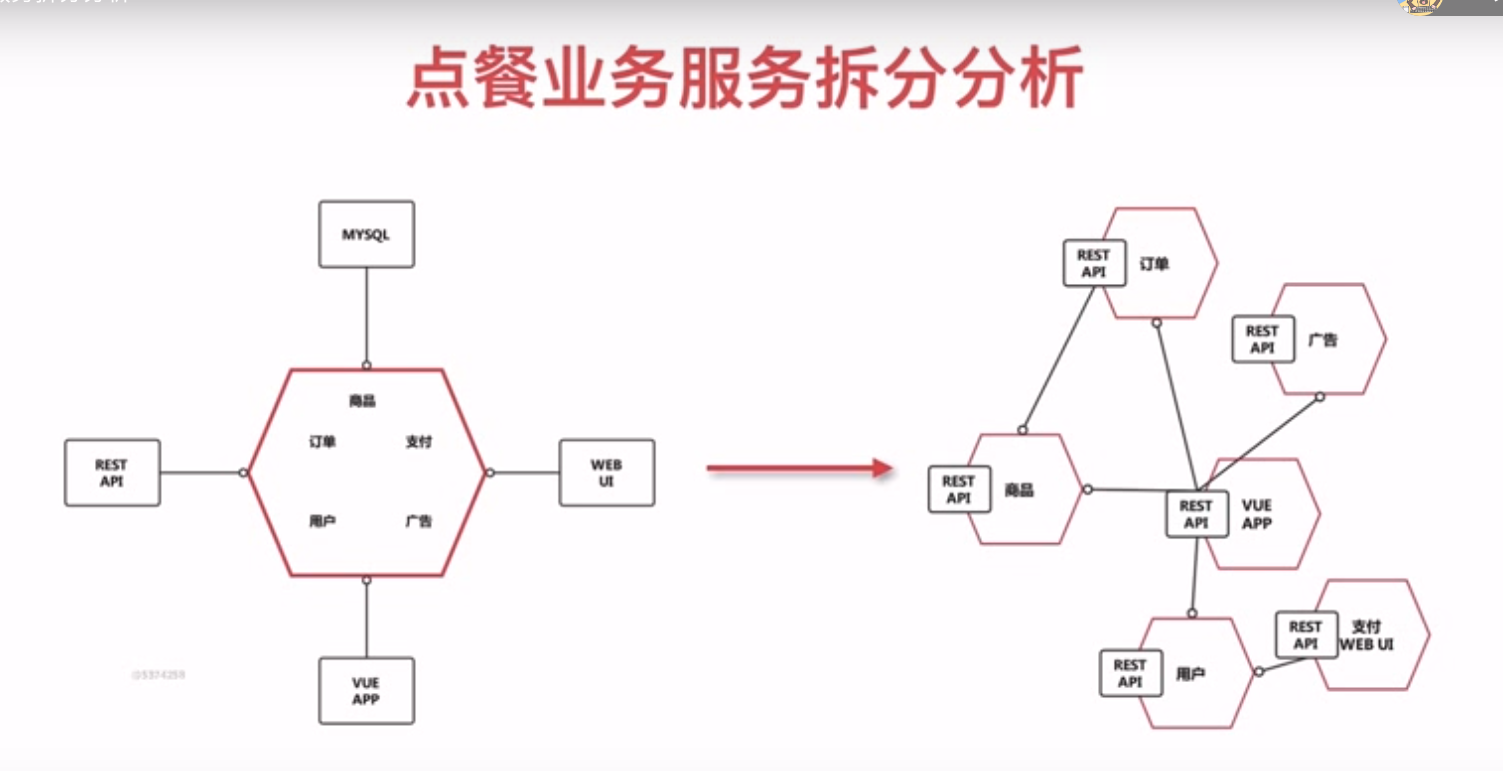 点餐业务服务拆分分析
MYSQL
商品
订单
支付
用户
广告
REST
API
WEB
UI
VUE
APP
@5374259
REST
API
订单
REST
API
广告
REST
API
商品
REST
API
VUE
APP
REST
API
支付
WEB UI
REST
API
用户